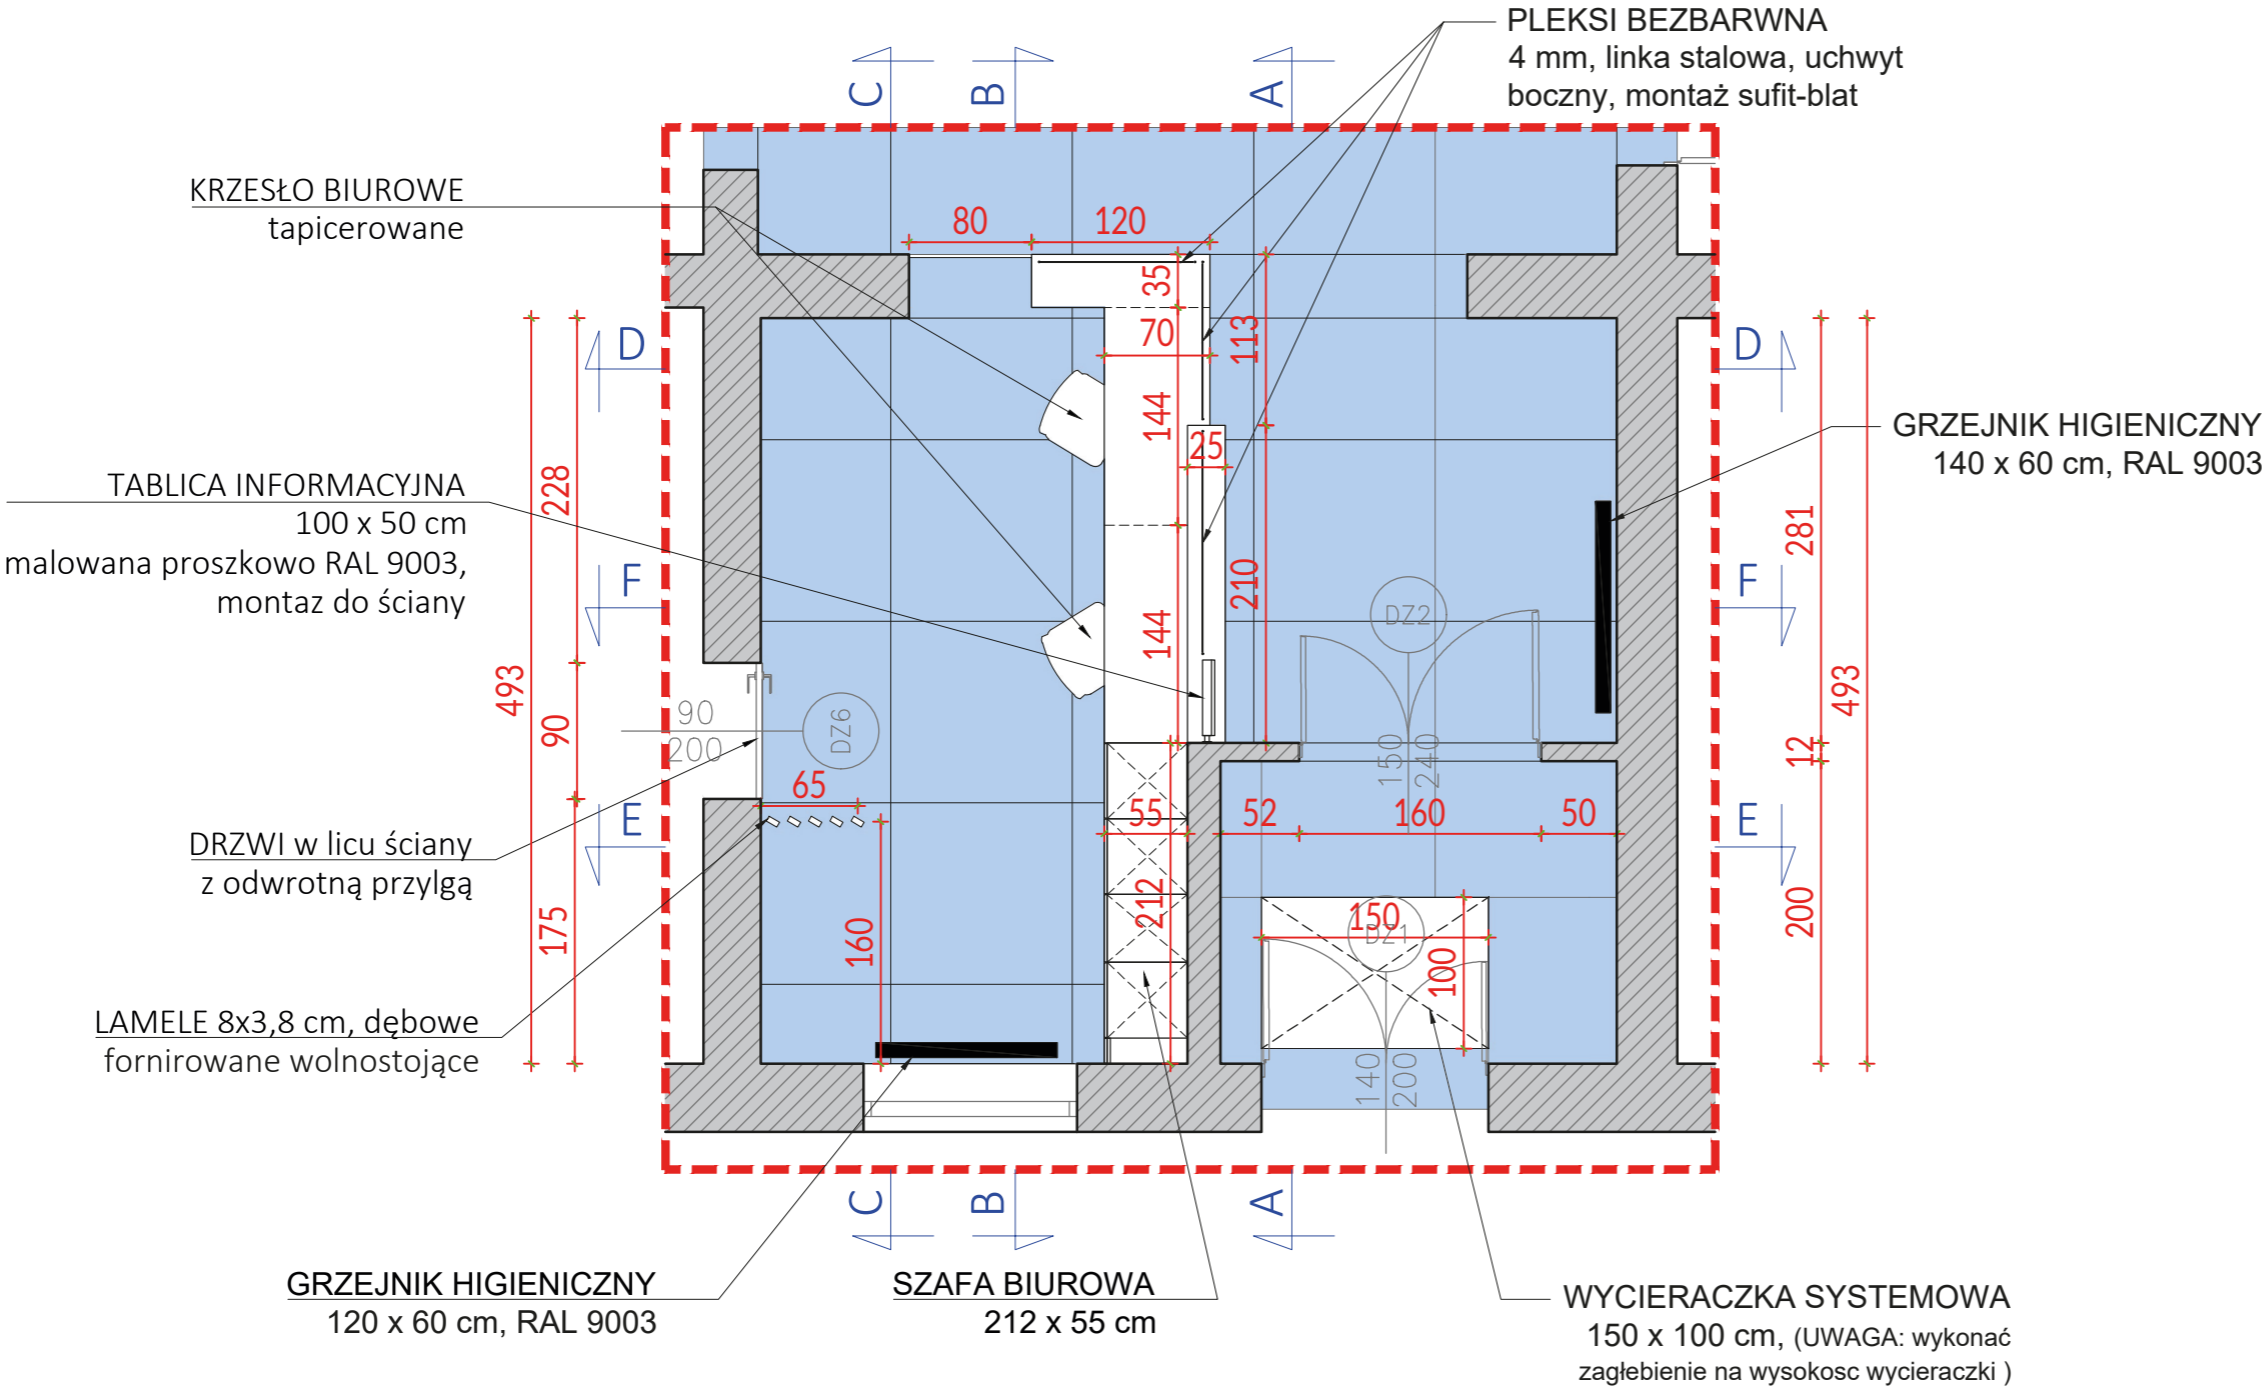 PLEKSI BEZBARWNA
4 mm, linka stalowa, uchwyt
boczny, montaż sufit-blat
C
B
A
KRZESŁO BIUROWE
tapicerowane
80
120
35
70
113
D
D
144
25
GRZEJNIK HIGIENICZNY
140 x 60 cm, RAL 9003
TABLICA INFORMACYJNA
100 x 50 cm
malowana proszkowo RAL 9003,
montaz do ściany
228
281
F
F
210
144
DZ2
493
90
90
200
DZ6
150
240
12
493
65
55
52
160
50
E
E
DRZWI w licu ściany
z odwrotną przylgą
175
160
212
150
DZ1
100
200
LAMELE 8x3,8 cm, dębowe
fornirowane wolnostojące
140
200
C
B
A
GRZEJNIK HIGIENICZNY
120 x 60 cm, RAL 9003
SZAFA BIUROWA
212 x 55 cm
WYCIERACZKA SYSTEMOWA
150 x 100 cm, (UWAGA: wykonać
zagłebienie na wysokosc wycieraczki )